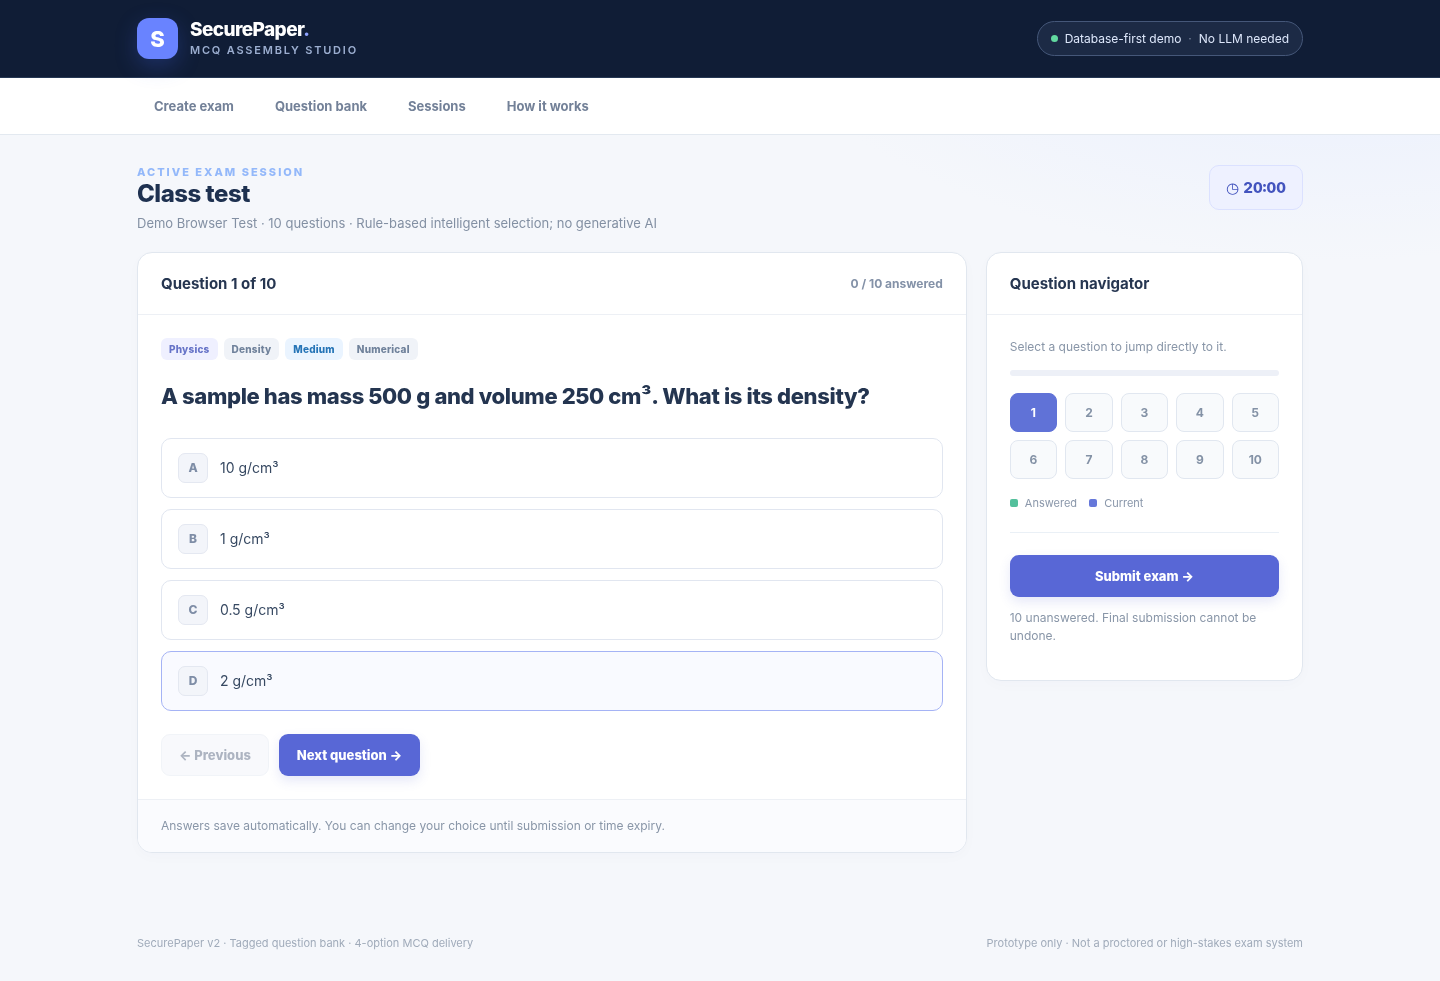 S
SecurePaper.
MCQ ASSEMBLY STUDIO
Database-first demo · No LLM needed
Create exam
Question bank
Sessions
How it works
ACTIVE EXAM SESSION
Class test
Demo Browser Test · 10 questions · Rule-based intelligent selection; no generative AI
◷ 20:00
Question 1 of 10
0 / 10 answered
Physics
Density
Medium
Numerical
A sample has mass 500 g and volume 250 cm³. What is its density?
A
10 g/cm³
B
1 g/cm³
C
0.5 g/cm³
D
2 g/cm³
← Previous
Next question →
Answers save automatically. You can change your choice until submission or time expiry.
Question navigator
Select a question to jump directly to it.
1 2 3 4 5
6 7 8 9 10
Answered
Current
Submit exam →
10 unanswered. Final submission cannot be
undone.
SecurePaper v2 · Tagged question bank · 4-option MCQ delivery
Prototype only · Not a proctored or high-stakes exam system